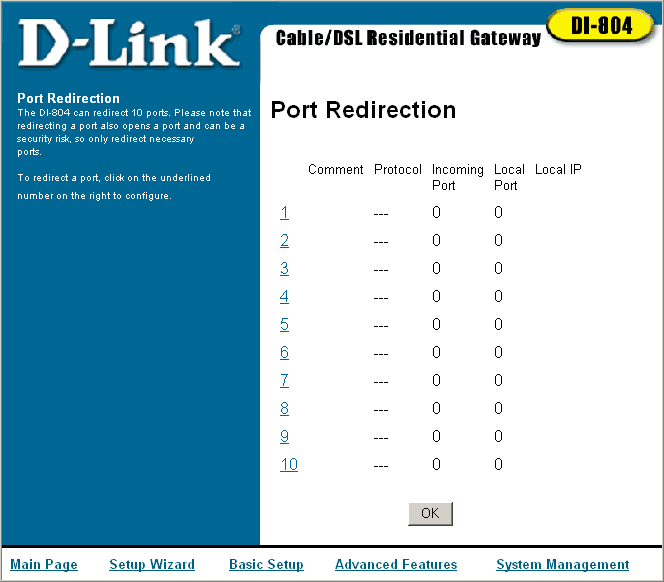 D-Link®
Cable/DSL Residential Gateway
DI-804
Port Redirection
The DI-804 can redirect 10 ports. Please note that
redirecting a port also opens a port and can be a
security risk, so only redirect necessary
ports.
To redirect a port, click on the underlined
number on the right to configure.
Port Redirection
Comment Protocol Incoming Port Local Port Local IP
1 --- 0 0
2 --- 0 0
3 --- 0 0
4 --- 0 0
5 --- 0 0
6 --- 0 0
7 --- 0 0
8 --- 0 0
9 --- 0 0
10 --- 0 0
OK
Main Page Setup Wizard Basic Setup Advanced Features System Management